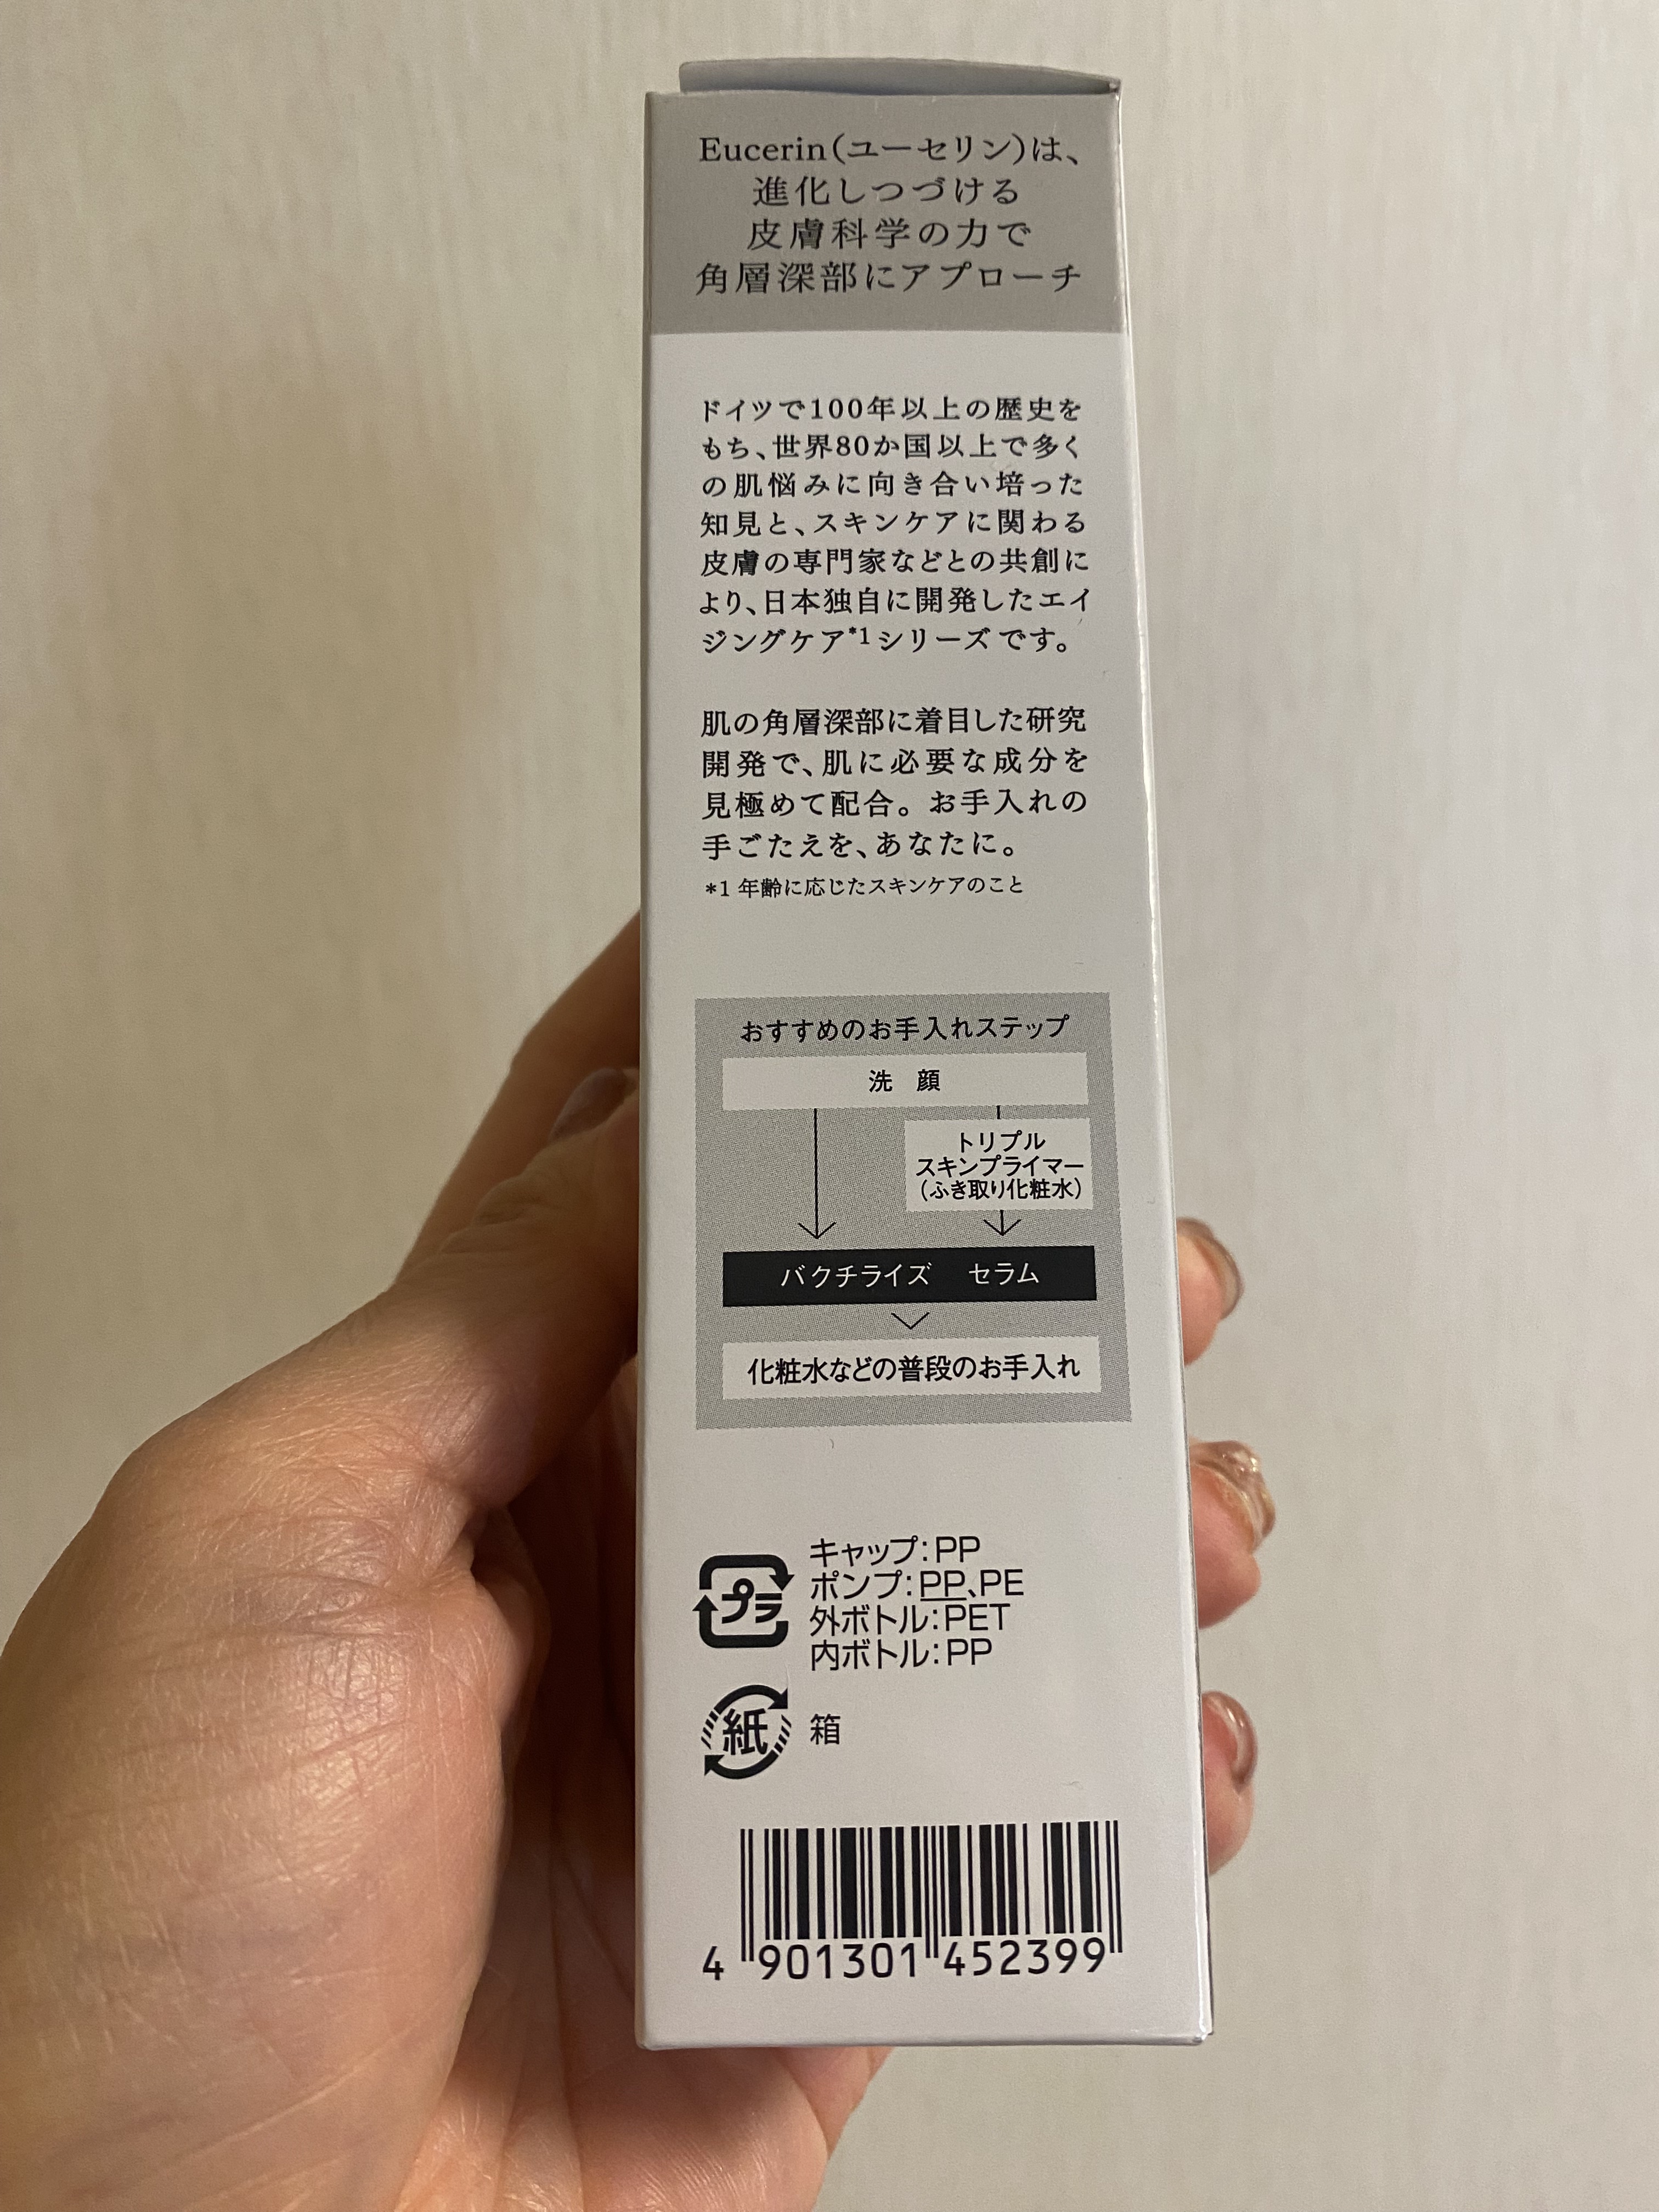 Eucerin(ユーセリン)は、
進化しつづける
皮膚科学の力で
角層深部にアプローチ
ドイツで100年以上の歴史を
もち、世界80か国以上で多く
の肌悩みに向き合い培った
知見と、スキンケアに関わる
皮膚の専門家などとの共創に
より、日本独自に開発したエイ
ジングケア*1シリーズです。
肌の角層深部に着目した研究
開発で、肌に必要な成分を
見極めて配合。お手入れの
手ごたえを、あなたに。
*1 年齢に応じたスキンケアのこと
おすすめのお手入れステップ
洗 顔
トリプル
スキンプライマー
(ふき取り化粧水)
バクチライズ セラム
化粧水などの普段のお手入れ
プラ
キャップ:PP
ポンプ:PP、PE
外ボトル:PET
内ボトル:PP
紙
箱
4 901301 452399